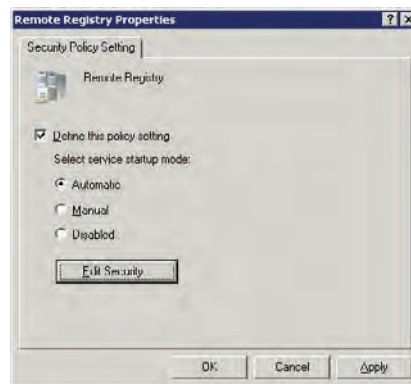 Remote Registry Properties
? X
Security Policy Setting
Remote Registry
Define this policy setting
Select service startup mode:
Automatic
Manual
Disabled
Edit Security
OK
Cancel
Apply